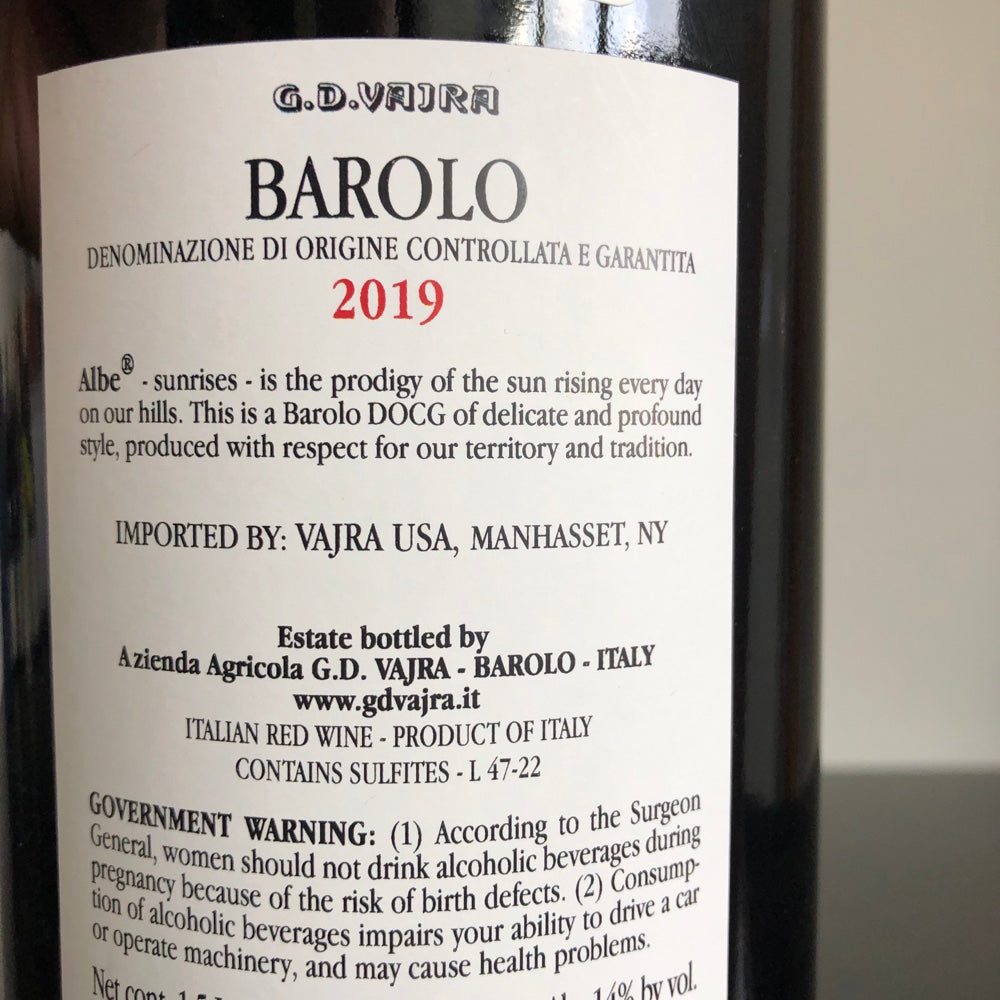 G.D.VAJRA
BAROLO
DENOMINAZIONE DI ORIGINE CONTROLLATA E GARANTITA
2019
Albe® - sunrises - is the prodigy of the sun rising every day
on our hills. This is a Barolo DOCG of delicate and profound
style, produced with respect for our territory and tradition.
IMPORTED BY: VAJRA USA, MANHASSET, NY
Estate bottled by
Azienda Agricola G.D. VAJRA - BAROLO - ITALY
www.gdvajra.it
ITALIAN RED WINE - PRODUCT OF ITALY
CONTAINS SULFITES - L 47-22
GOVERNMENT WARNING: (1) According to the Surgeon
General, women should not drink alcoholic beverages during
pregnancy because of the risk of birth defects. (2) Consump-
tion of alcoholic beverages impairs your ability to drive a car
or operate machinery, and may cause health problems.
Net cont. 14% by vol.